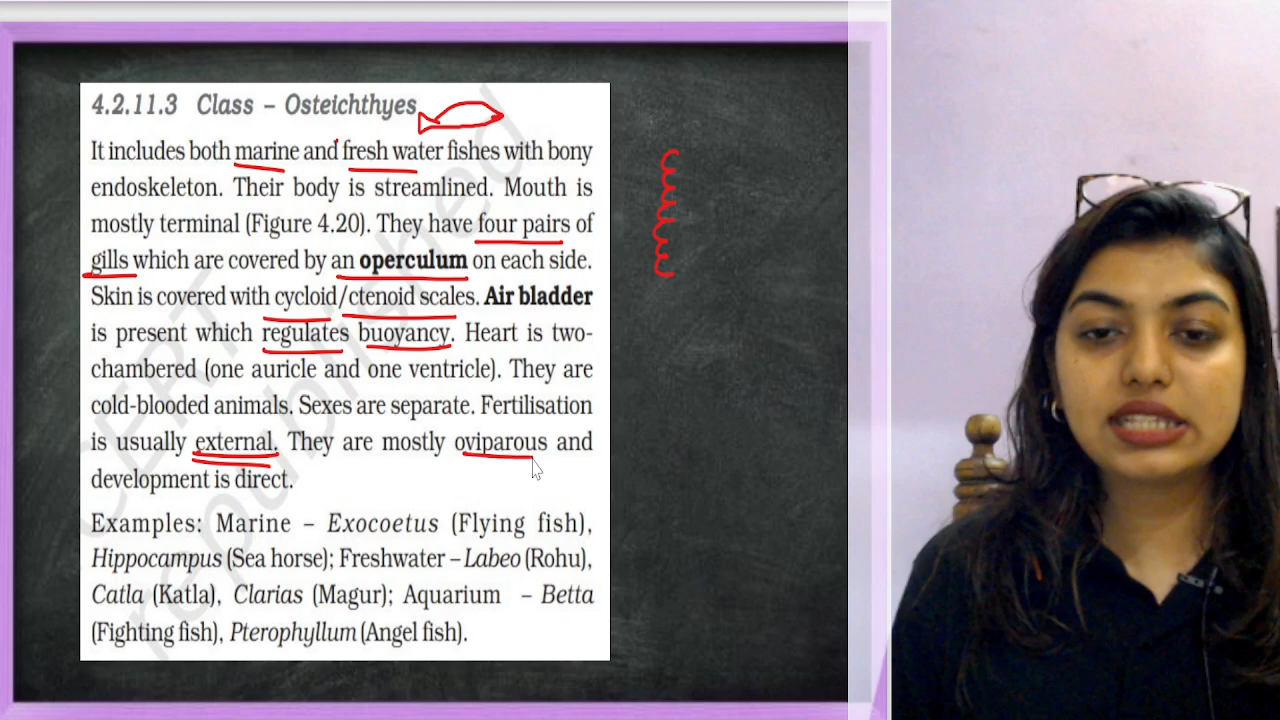 4.2.11.3 Class – Osteichthyes
It includes both marine and fresh water fishes with bony
endoskeleton. Their body is streamlined. Mouth is
mostly terminal (Figure 4.20). They have four pairs of
gills which are covered by an operculum on each side.
Skin is covered with cycloid/ctenoid scales. Air bladder
is present which regulates buoyancy. Heart is two-
chambered (one auricle and one ventricle). They are
cold-blooded animals. Sexes are separate. Fertilisation
is usually external. They are mostly oviparous and
development is direct.
Examples: Marine – Exocoetus (Flying fish),
Hippocampus (Sea horse); Freshwater – Labeo (Rohu),
Catla (Katla), Clarias (Magur); Aquarium – Betta
(Fighting fish), Pterophyllum (Angel fish).